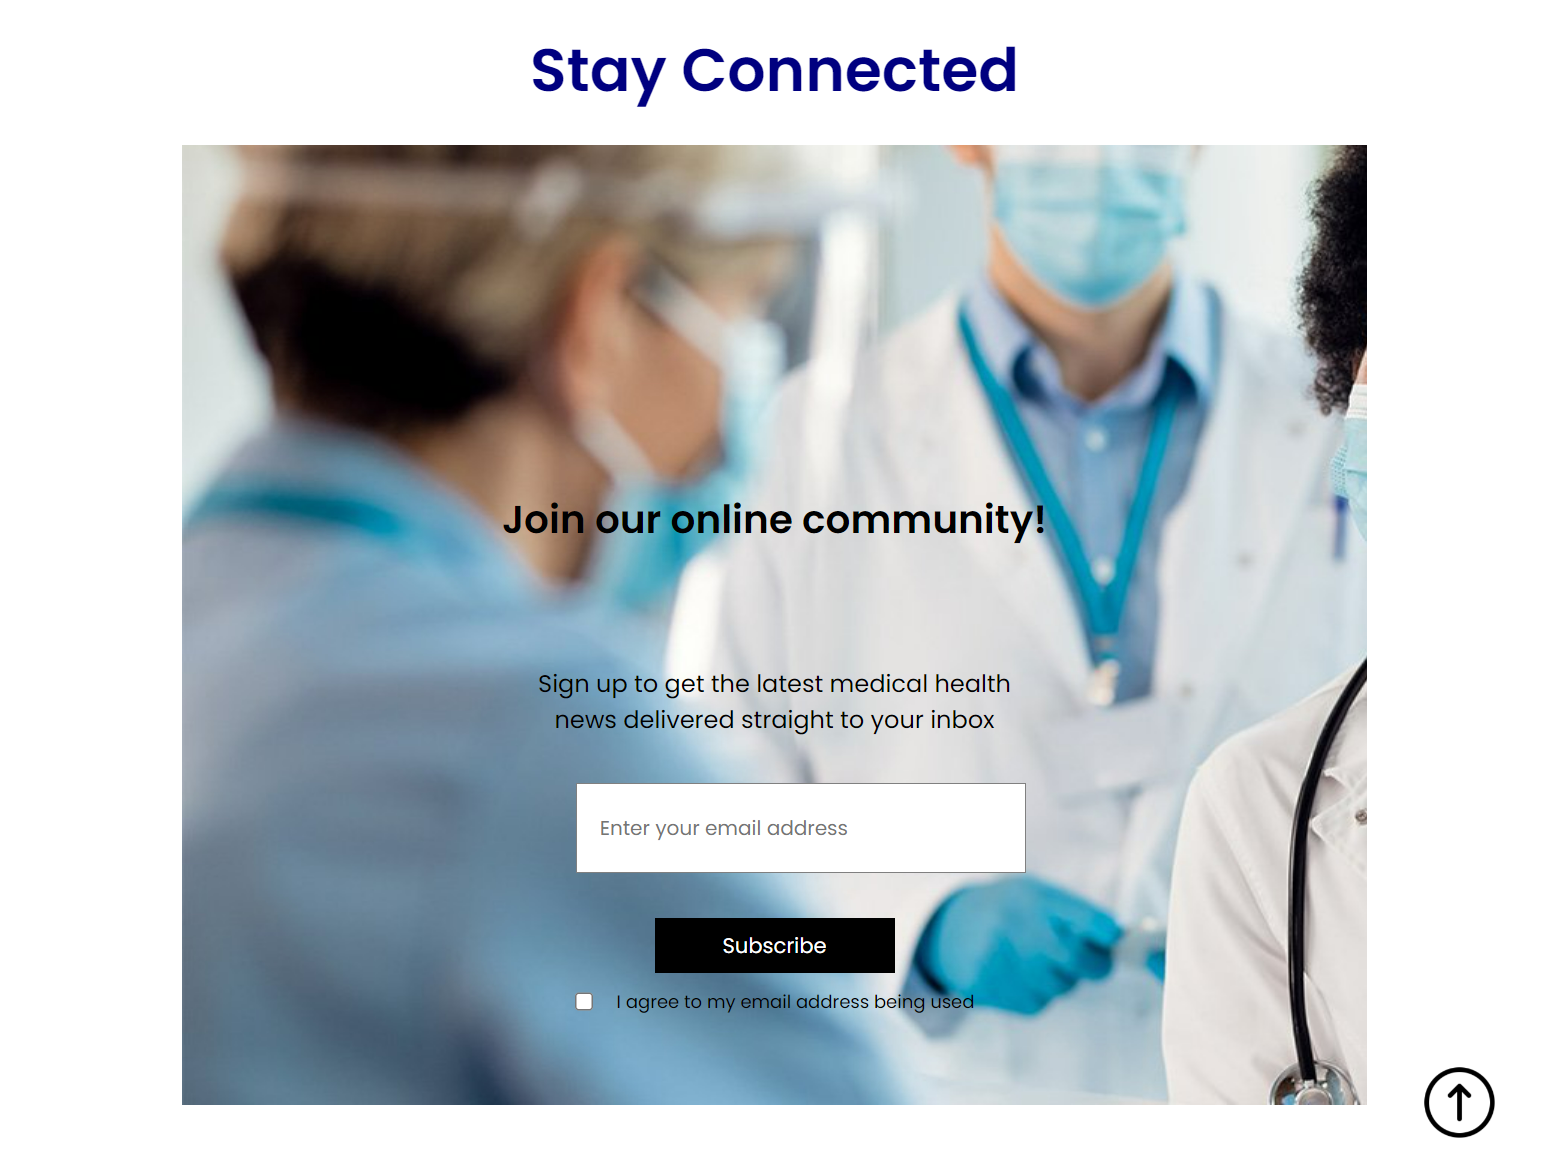 Stay Connected
Join our online community!
Sign up to get the latest medical health
news delivered straight to your inbox
Enter your email address
Subscribe
I agree to my email address being used